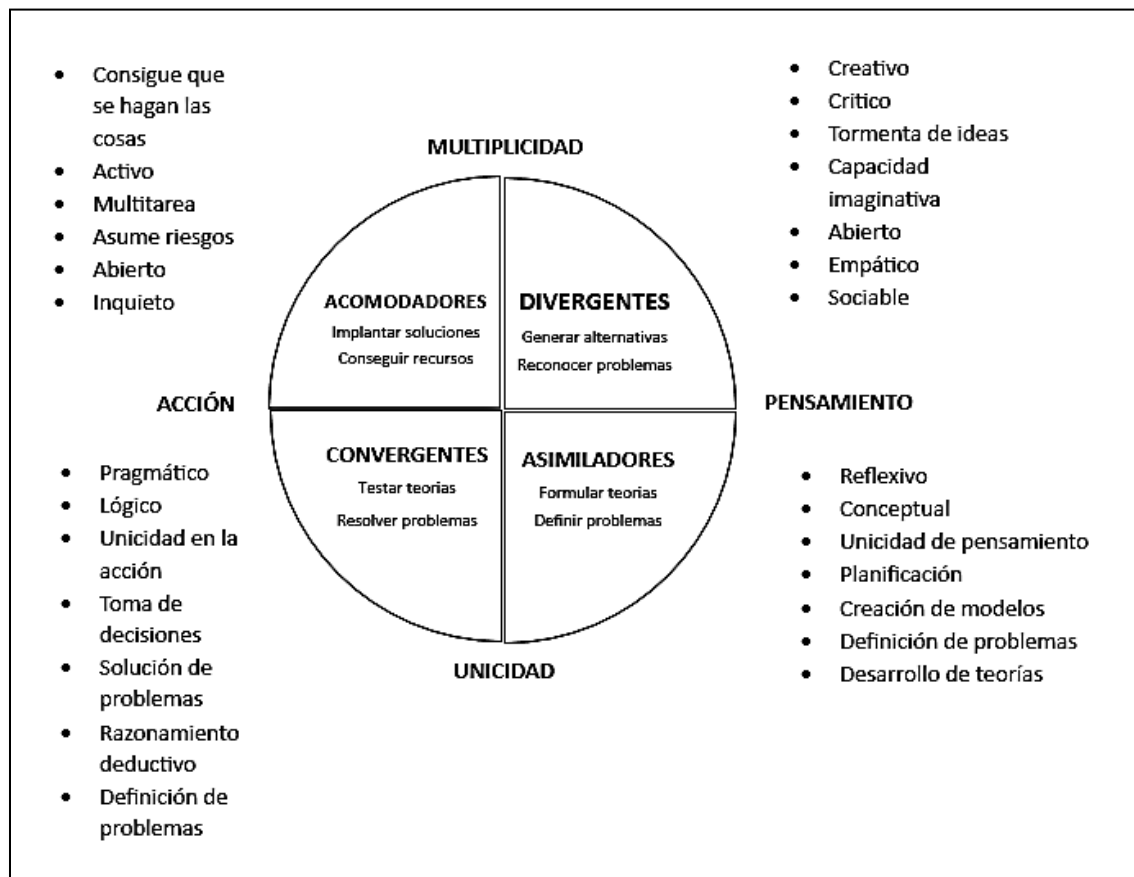 • Consigue que
se hagan las
cosas
• Activo
• Multitarea
• Asume riesgos
• Abierto
• Inquieto
• Creativo
• Critico
• Tormenta de ideas
• Capacidad
imaginativa
• Abierto
• Empático
• Sociable
MULTIPLICIDAD
ACOMODADORES
Implantar soluciones
Conseguir recursos
DIVERGENTES
Generar alternativas
Reconocer problemas
ACCIÓN
PENSAMIENTO
CONVERGENTES
Testar teorias
Resolver problemas
ASIMILADORES
Formular teorias
Definir problemas
UNICIDAD
• Pragmático
• Lógico
• Unicidad en la
acción
• Toma de
decisiones
• Solución de
problemas
• Razonamiento
deductivo
• Definición de
problemas
• Reflexivo
• Conceptual
• Unicidad de pensamiento
• Planificación
• Creación de modelos
• Definición de problemas
• Desarrollo de teorías